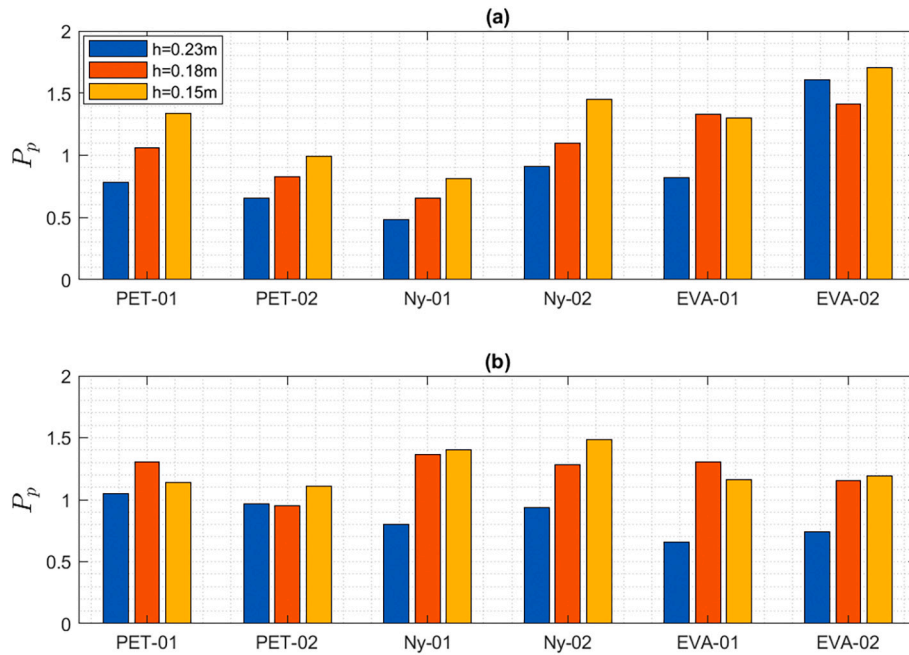 (a)
2
h=0.23m
h=0.18m
h=0.15m
1.5
1
0.5
0
P_p
PET-01 PET-02 Ny-01 Ny-02 EVA-01 EVA-02
(b)
2
1.5
1
0.5
0
P_p
PET-01 PET-02 Ny-01 Ny-02 EVA-01 EVA-02